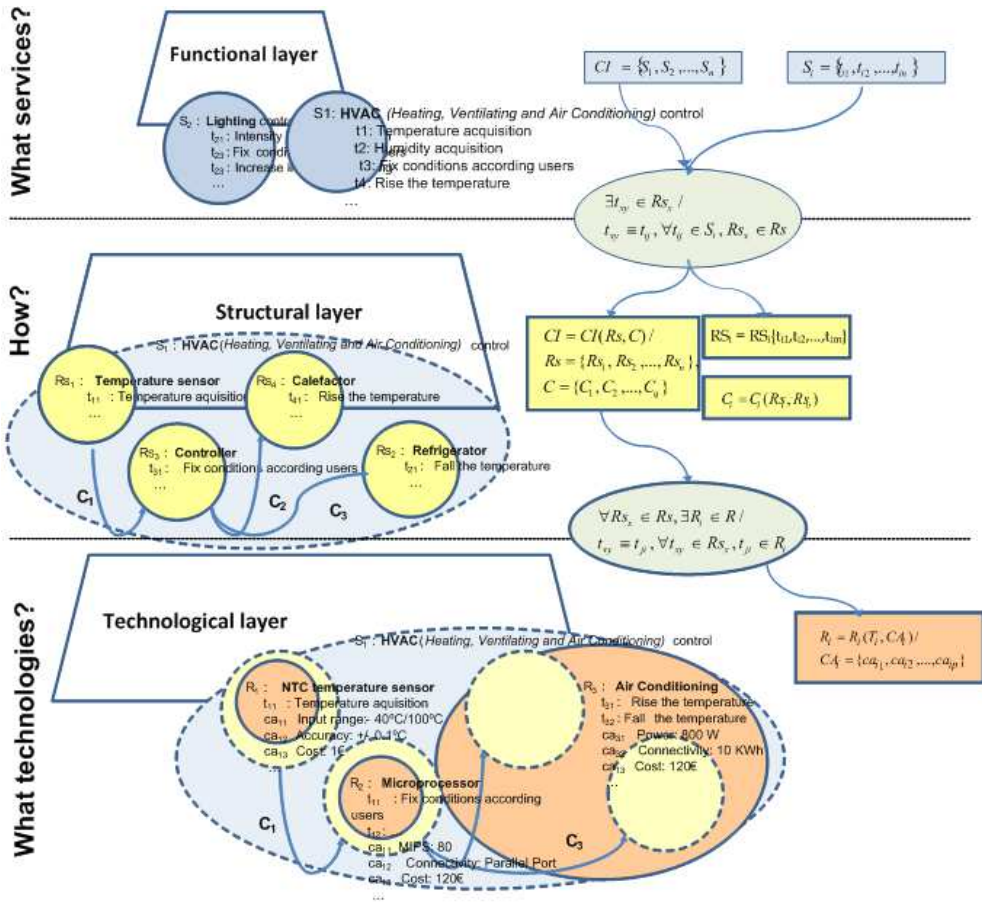 What services?
Functional layer
S2 : Lighting
t21 : Intensity
t23 : Fix
t23 : Increase
...
S1: HVAC (Heating, Ventilating and Air Conditioning) control
t1: Temperature acquisition
t2: Humidity acquisition
t3: Fix conditions according users
t4: Rise the temperature
...
CI = {S1, S2,...,Sn}
Si = {ti1, ti2,...,tin}
∃txy ∈ Rsx /
txy ≡ tij, ∀tij ∈ Si, Rsx ∈ Rs
How?
Structural layer
S1 : HVAC (Heating, Ventilating and Air Conditioning) control
Rs1 : Temperature sensor
t11 : Temperature aquisition
...
Rs4 : Calefactor
t41 : Rise the temperature
...
Rs3 : Controller
t31 : Fix conditions according users
...
Rs2 : Refrigerator
t21 : Fall the temperature
...
C1
C2
C3
CI = CI(Rs, C) /
Rs = {Rs1, Rs2,...,Rsn},
C = {C1, C2,...,Cq}
RSi = RSi{ti1,ti2,...,tim}
∀Rsx ∈ Rs, ∃Rj ∈ R /
txy ≡ tjl, ∀txy ∈ Rsx, tjl ∈ Rj
What technologies?
Technological layer
S1 : HVAC (Heating, Ventilating and Air Conditioning) control
R1 : NTC temperature sensor
t11 : Temperature aquisition
ca11 Input range:- 40ºC/100ºC
ca12 Accuracy: +/- 0.1ºC
ca13 Cost: 1€
...
R2 : Microprocessor
t11 : Fix conditions according
users
t12:
ca11 MIPS: 80
ca12 Connectivity: Parallel Port
Cost: 120€
...
R3 : Air Conditioning
t31 : Rise the temperature
t32 : Fall the temperature
ca31 Power: 800 W
ca32 Connectivity: 10 KWh
ca13 Cost: 120€
...
C1
C3
Ri = Ri(Ti, CAi) /
CAi = {cai1, cai2,...,caip}